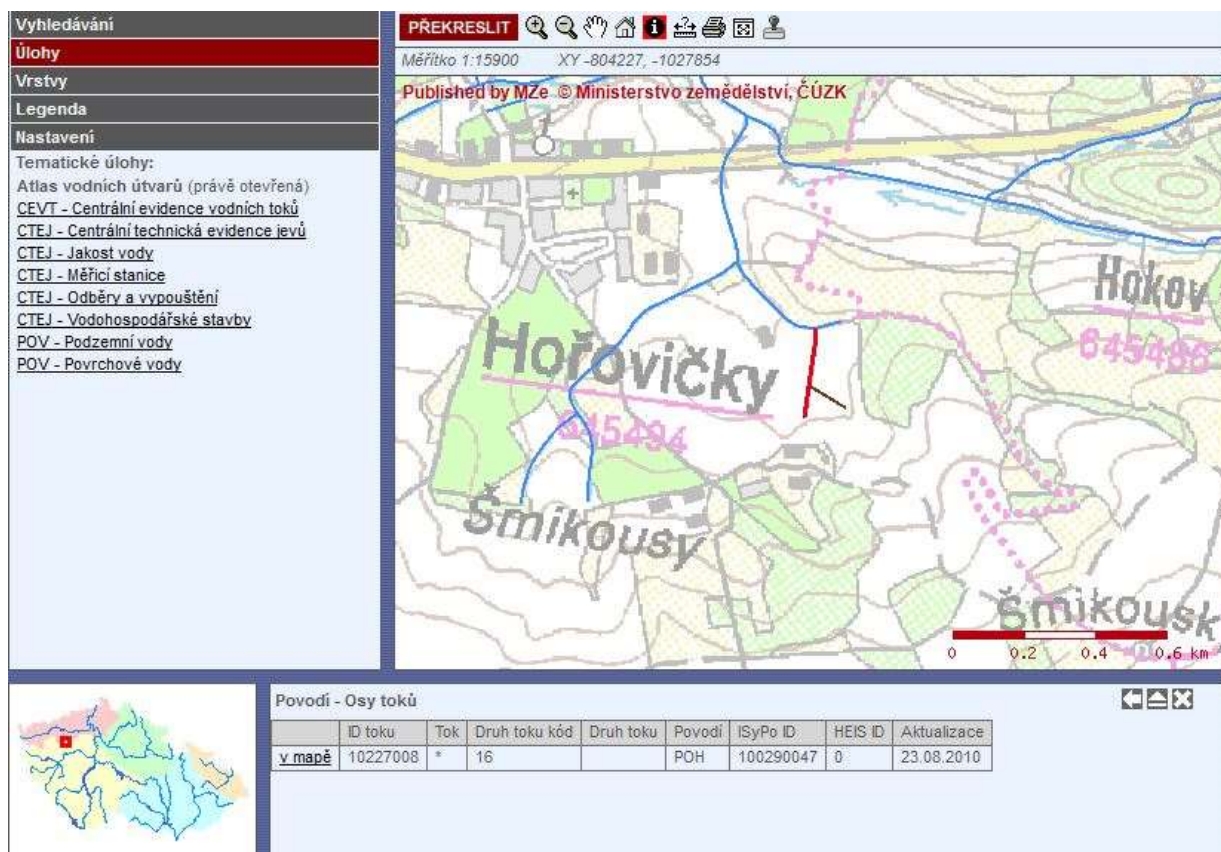 Vyhledávání
Úlohy
Vrstvy
Legenda
Nastavení
Tematické úlohy:
Atlas vodních útvarů (právě otevřená)
CEVT - Centrální evidence vodních toků
CTEJ - Centrální technická evidence jevů
CTEJ - Jakost vody
CTEJ - Měřicí stanice
CTEJ - Odběry a vypouštění
CTEJ - Vodohospodářské stavby
POV - Podzemní vody
POV - Povrchové vody
PŘEKRESLIT
Měřítko 1:15900 XY -804227, -1027854
Published by MZe © Ministerstvo zemědělství, ČÚZK
Hokov
645486
Hořovičky
645494
Šmikousy
Šmikousk
0 0.2 0.4 0.6 km
Povodí - Osy toků
ID toku Tok Druh toku kód Druh toku Povodí ISyPo ID HEIS ID Aktualizace
v mapě 10227008 * 16 POH 100290047 0 23.08.2010